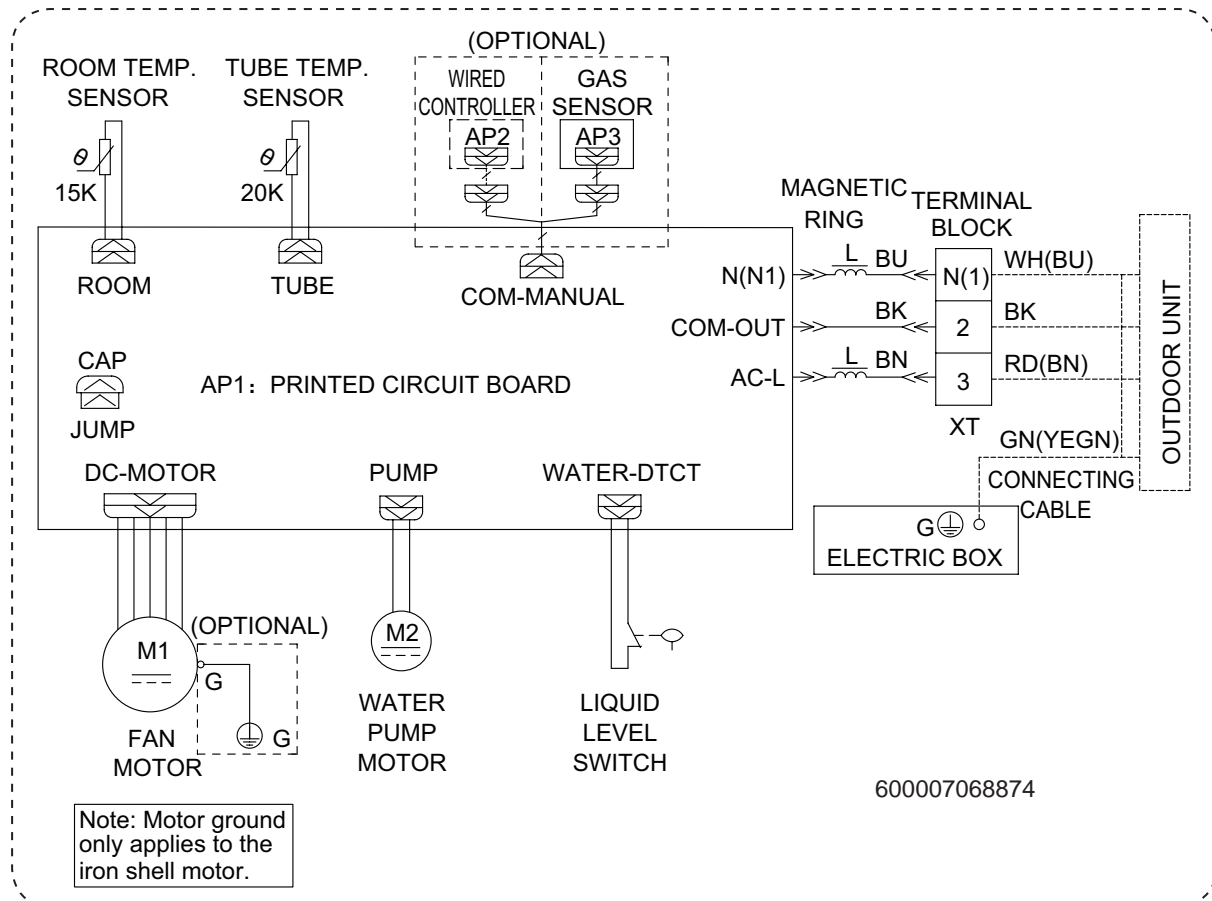 (OPTIONAL)
ROOM TEMP.
SENSOR
TUBE TEMP.
SENSOR
WIRED
CONTROLLER
GAS
SENSOR
AP2
AP3
θ
15K
θ
20K
MAGNETIC
RING
TERMINAL
BLOCK
ROOM
TUBE
COM-MANUAL
N(N1)
L
BU
N(1)
WH(BU)
COM-OUT
BK
2
BK
AC-L
L
BN
3
RD(BN)
XT
OUTDOOR UNIT
CAP
JUMP
AP1: PRINTED CIRCUIT BOARD
GN(YEGN)
CONNECTING
CABLE
G
ELECTRIC BOX
DC-MOTOR
PUMP
WATER-DTCT
(OPTIONAL)
M1
G
G
M2
FAN
MOTOR
WATER
PUMP
MOTOR
LIQUID
LEVEL
SWITCH
600007068874
Note: Motor ground
only applies to the
iron shell motor.